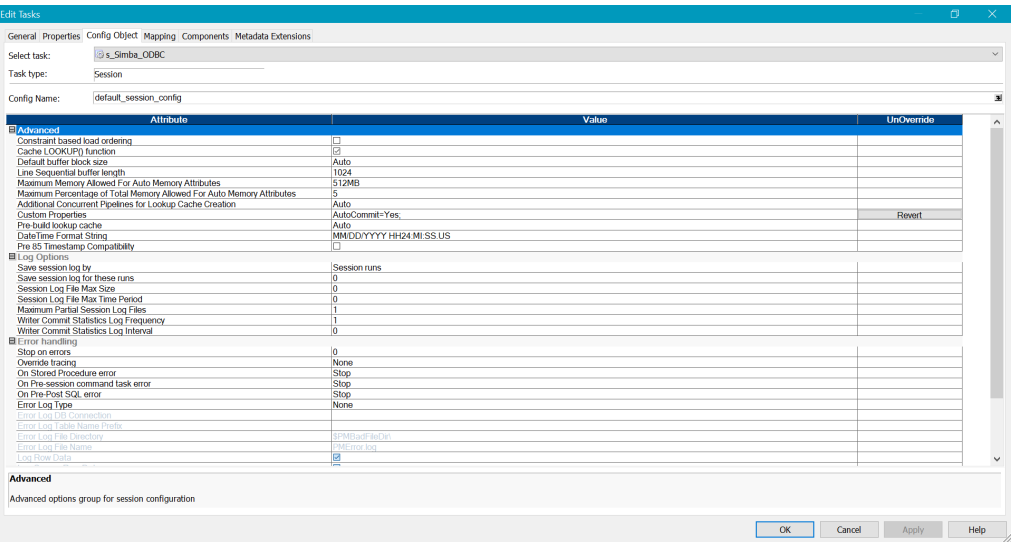 Edit Tasks
General Properties Config Object Mapping Components Metadata Extensions
Select task: s_Simba_ODBC
Task type: Session
Config Name: default_session_config
Attribute Value UnOverride
Advanced
Constraint based load ordering
Cache LOOKUP() function
Default buffer block size Auto
Line Sequential buffer length 1024
Maximum Memory Allowed For Auto Memory Attributes 512MB
Maximum Percentage of Total Memory Allowed For Auto Memory Attributes 5
Additional Concurrent Pipelines for Lookup Cache Creation Auto
Custom Properties AutoCommit=Yes; Revert
Pre-build lookup cache Auto
DateTime Format String MM/DD/YYYY HH24:MI:SS.US
Pre 85 Timestamp Compatibility
Log Options
Save session log by Session runs
Save session log for these runs 0
Session Log File Max Size 0
Session Log File Max Time Period 0
Maximum Partial Session Log Files 1
Writer Commit Statistics Log Frequency 1
Writer Commit Statistics Log Interval 0
Error handling
Stop on errors 0
Override tracing None
On Stored Procedure error Stop
On Pre-session command task error Stop
On Pre-Post SQL error Stop
Error Log Type None
Error Log DB Connection
Error Log Table Name Prefix
Error Log File Directory $PMBadFileDir\
Error Log File Name PMError.log
Log Row Data
Advanced
Advanced options group for session configuration
OK Cancel Apply Help